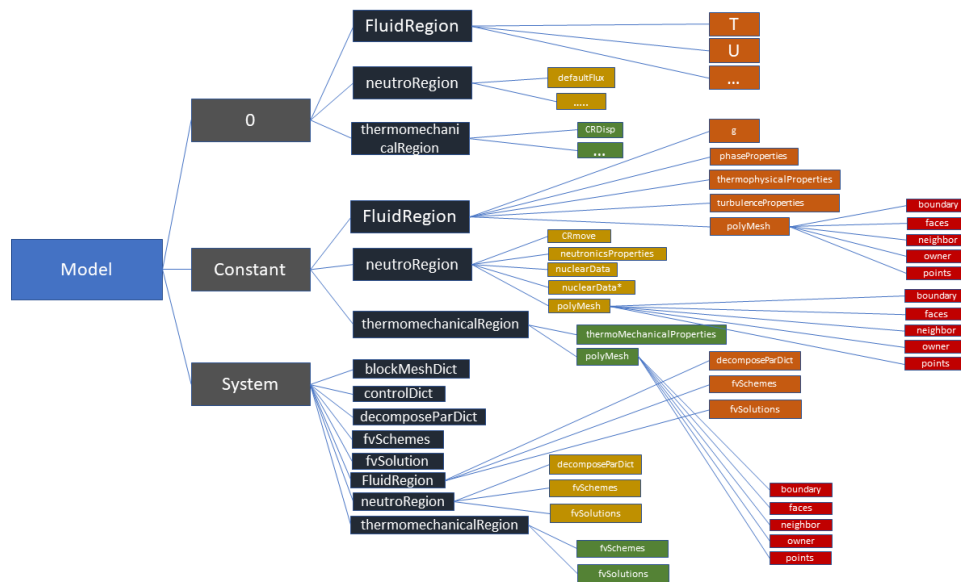 Model
0
FluidRegion
T
U
...
neutroRegion
defaultFlux
.....
thermomechani
calRegion
CRDisp
...
Constant
FluidRegion
g
phaseProperties
thermophysicalProperties
turbulenceProperties
polyMesh
boundary
faces
neighbor
owner
points
neutroRegion
CRmove
neutronicsProperties
nuclearData
nuclearData*
polyMesh
boundary
faces
neighbor
owner
points
thermomechanicalRegion
thermoMechanicalProperties
polyMesh
boundary
faces
neighbor
owner
points
System
blockMeshDict
controlDict
decomposeParDict
fvSchemes
fvSolution
FluidRegion
decomposeParDict
fvSchemes
fvSolutions
neutroRegion
decomposeParDict
fvSchemes
fvSolutions
thermomechanicalRegion
fvSchemes
fvSolutions